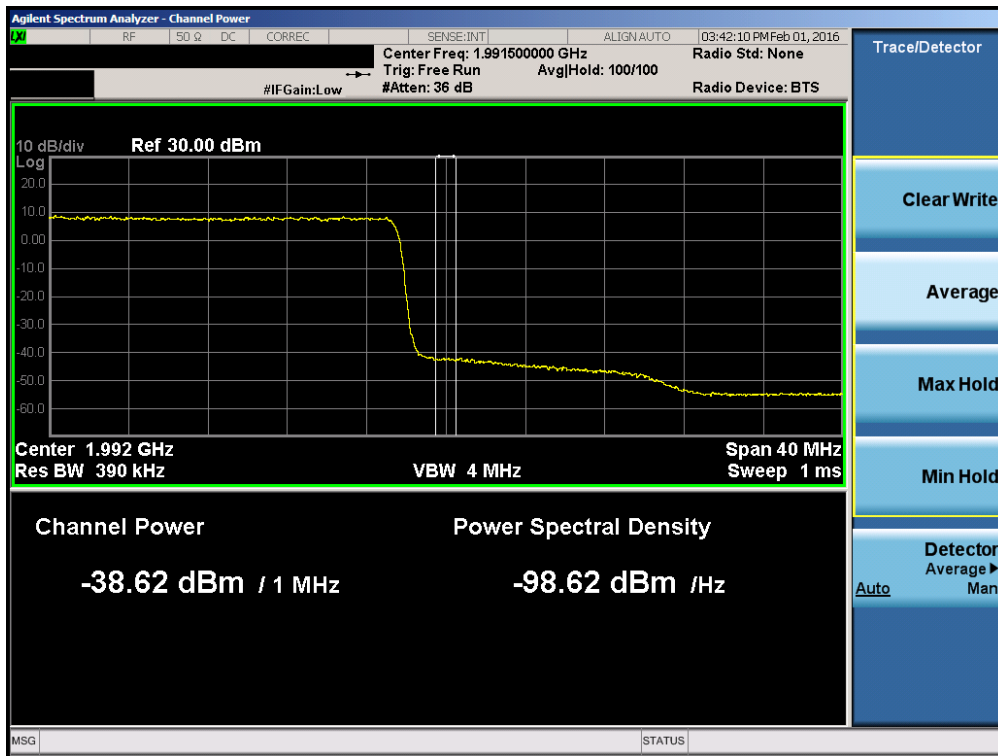 Agilent Spectrum Analyzer - Channel Power
LXI RF 50 Ω DC CORREC SENSE:INT ALIGN AUTO 03:42:10 PM Feb 01, 2016
Center Freq: 1.991500000 GHz Radio Std: None
Trig: Free Run Avg|Hold: 100/100
#IFGain:Low #Atten: 36 dB Radio Device: BTS
Trace/Detector
10 dB/div Ref 30.00 dBm
Log
20.0
10.0
0.00
-10.0
-20.0
-30.0
-40.0
-50.0
-60.0
Center 1.992 GHz Span 40 MHz
Res BW 390 kHz VBW 4 MHz Sweep 1 ms
Channel Power Power Spectral Density
-38.62 dBm / 1 MHz -98.62 dBm /Hz
Clear Write
Average
Max Hold
Min Hold
Detector
Average▶
Auto Man
MSG STATUS